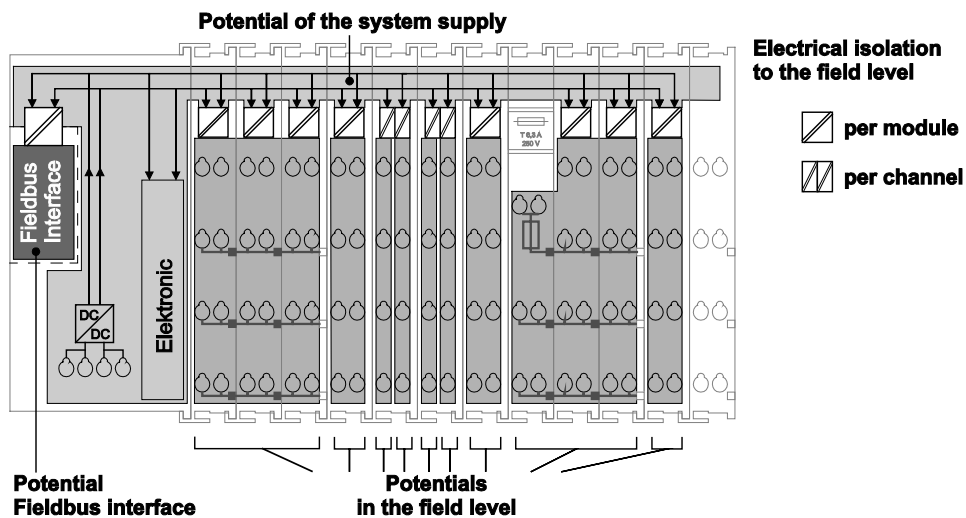 Potential of the system supply
Electrical isolation
to the field level
per module
per channel
T 6,3 A
250 V
Fieldbus
Interface
DC
DC
Elektronic
Potential
Fieldbus interface
Potentials
in the field level